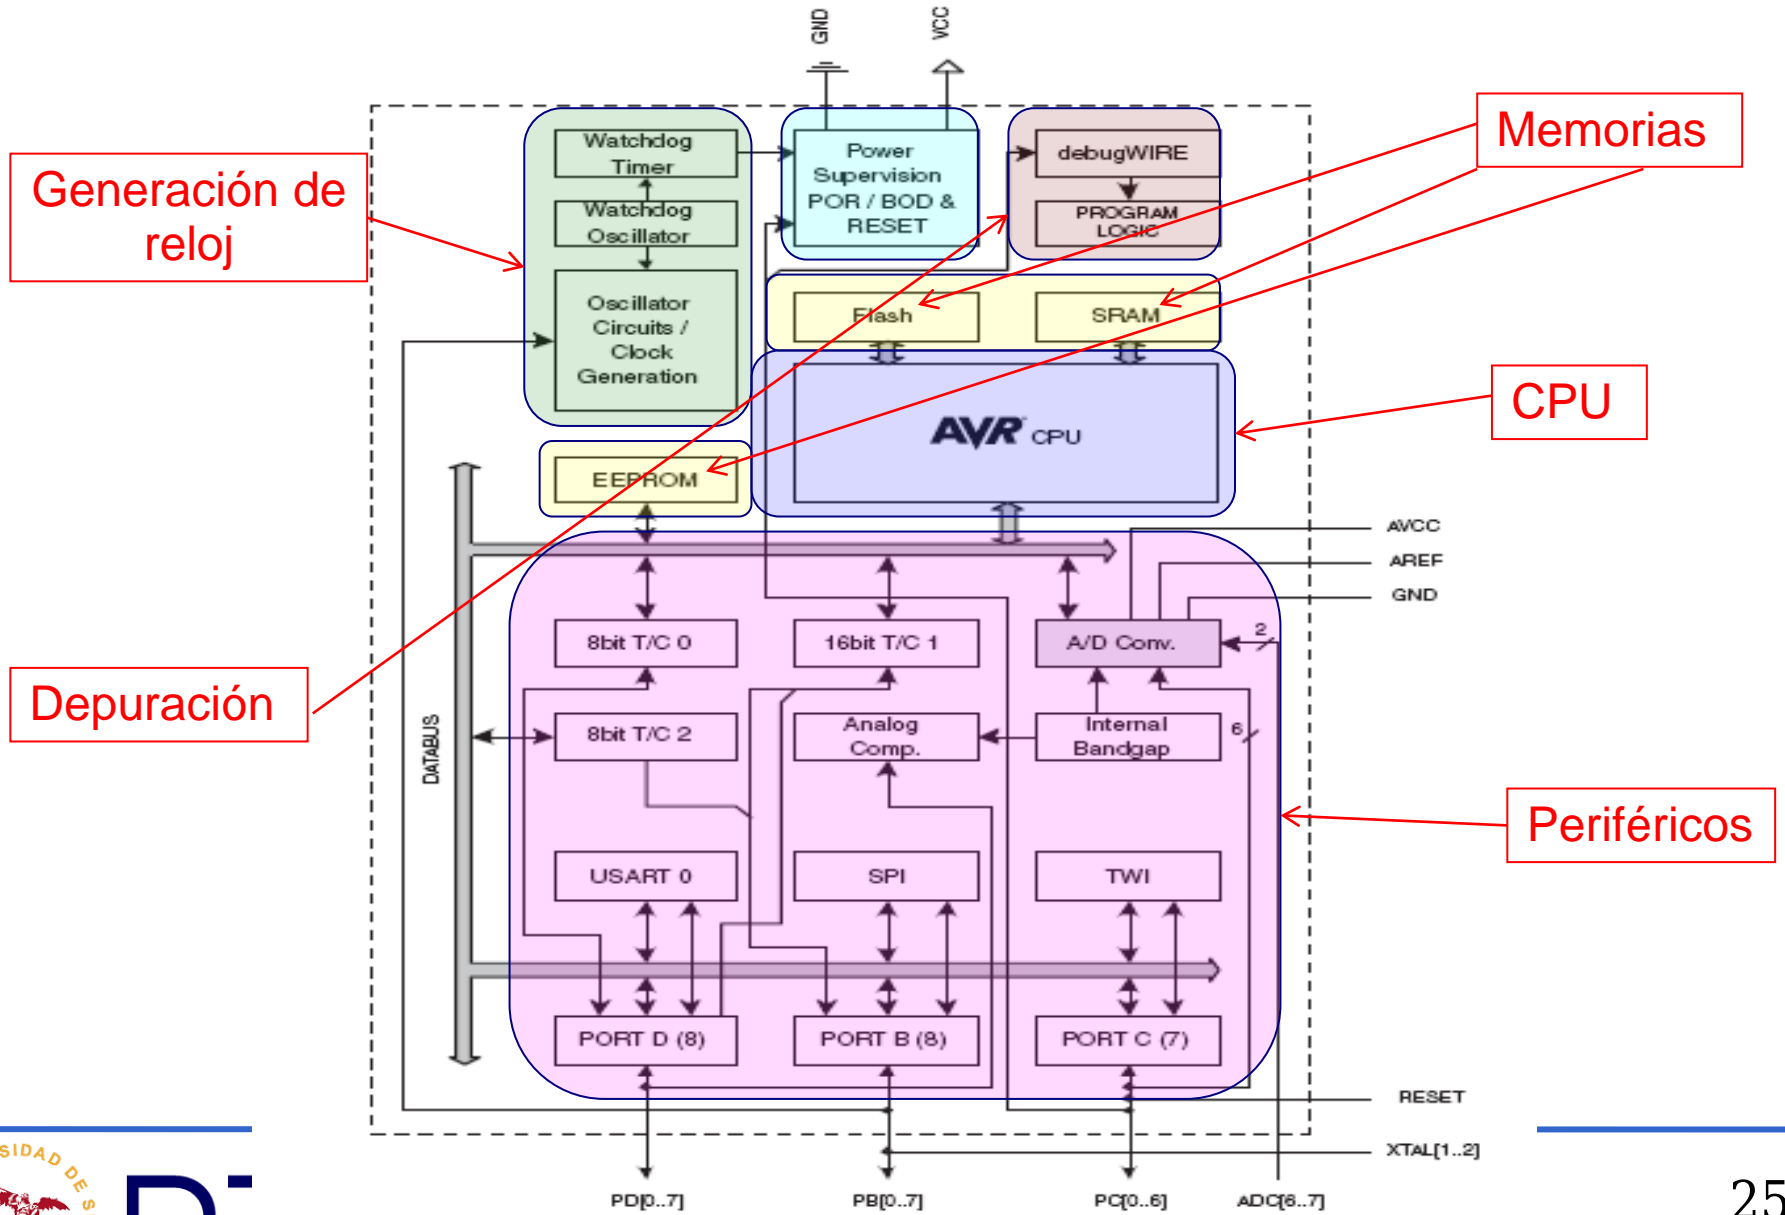 GND
VCC
Memorias
Generación de
reloj
Watchdog
Timer
Watchdog
Oscillator
Oscillator
Circuits /
Clock
Generation
Power
Supervision
POR / BOD &
RESET
debugWIRE
PROGRAM
LOGIC
Flash
SRAM
CPU
AVR CPU
EEPROM
AVCC
AREF
GND
8bit T/C 0
16bit T/C 1
A/D Conv.
2
Depuración
DATABUS
8bit T/C 2
Analog
Comp.
Internal
Bandgap
6
Periféricos
USART 0
SPI
TWI
PORT D (8)
PORT B (8)
PORT C (7)
RESET
XTAL[1..2]
PD[0..7]
PB[0..7]
PC[0..6]
ADC[6..7]
25